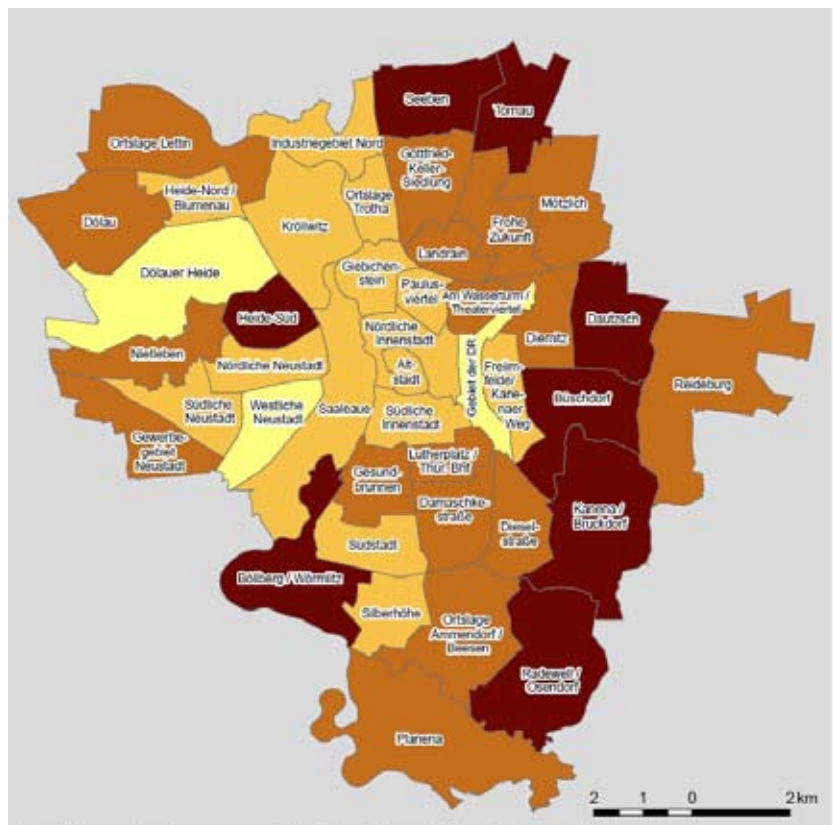 Seeben
Tornau
Ortslage Lettin
Industriegebiet Nord
Gottfried-
Keller-
Siedlung
Heide-Nord /
Blumenau
Ortslage
Trotha
Mötzlich
Dölau
Kröllwitz
Frohe
Zukunft
Landrain
Dölauer Heide
Giebichen-
stein
Paulus-
viertel
Am Wasserturm /
Theaterviertel
Heide-Süd
Nördliche
Innenstadt
Dautzsch
Diemitz
Nietleben
Nördliche Neustadt
Alt-
stadt
Gebiet der DR
Freiim-
felde/
Kane-
naer
Weg
Reideburg
Büschdorf
Südliche
Neustadt
Westliche
Neustadt
Saaleaue
Südliche
Innenstadt
Gewerbe-
gebiet
Neustadt
Lutherplatz /
Thür. Bhf
Gesund-
brunnen
Damaschke-
straße
Kanena /
Bruckdorf
Diesel-
straße
Südstadt
Böllberg / Wörmlitz
Silberhöhe
Ortslage
Ammendorf /
Beesen
Radewell /
Osendorf
Planena
2 1 0 2 km